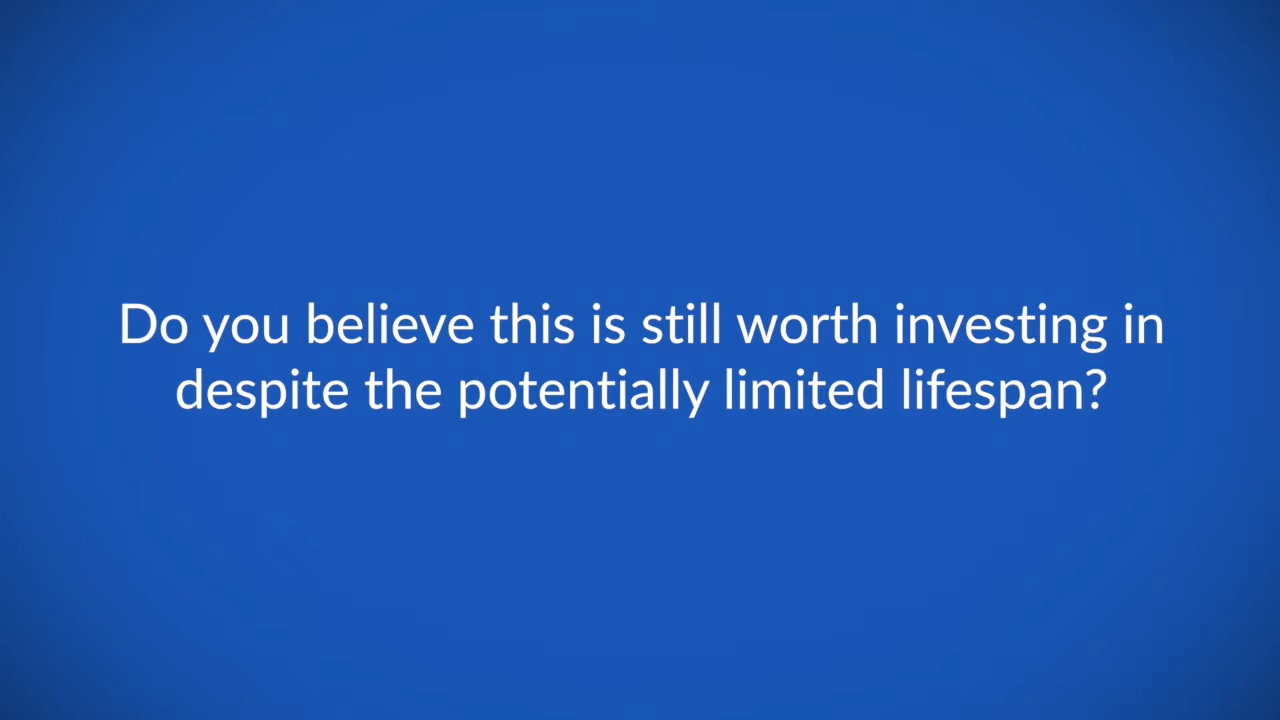 Do you believe this is still worth investing in
despite the potentially limited lifespan?